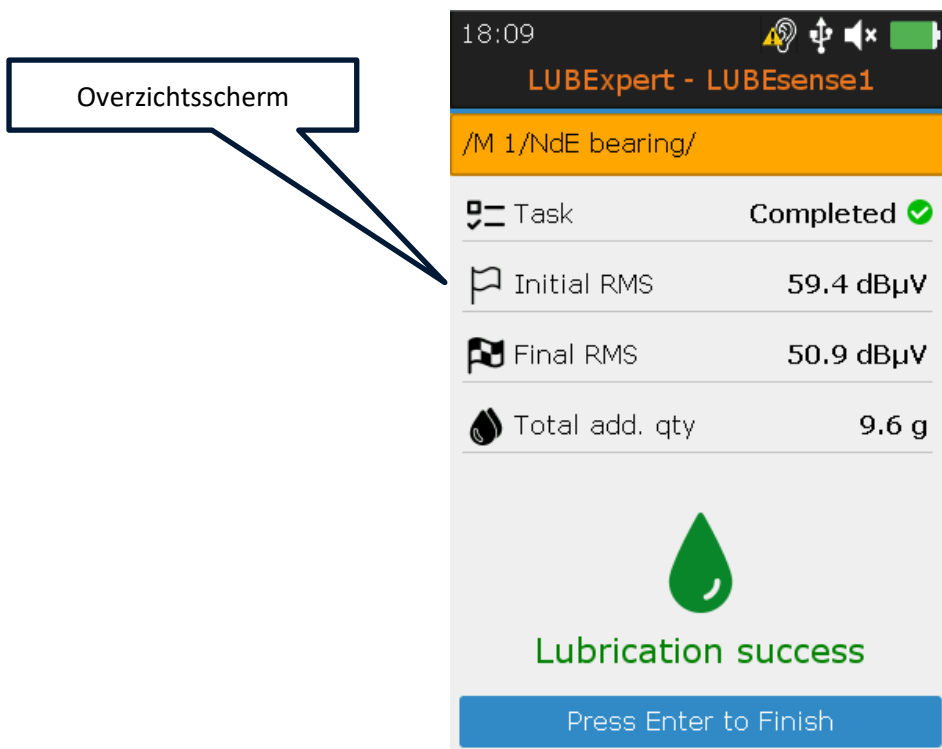 Overzichtsscherm
18:09
LUBExpert - LUBEsense1
/M 1/NdE bearing/
Task Completed
Initial RMS 59.4 dBµV
Final RMS 50.9 dBµV
Total add. qty 9.6 g
Lubrication success
Press Enter to Finish